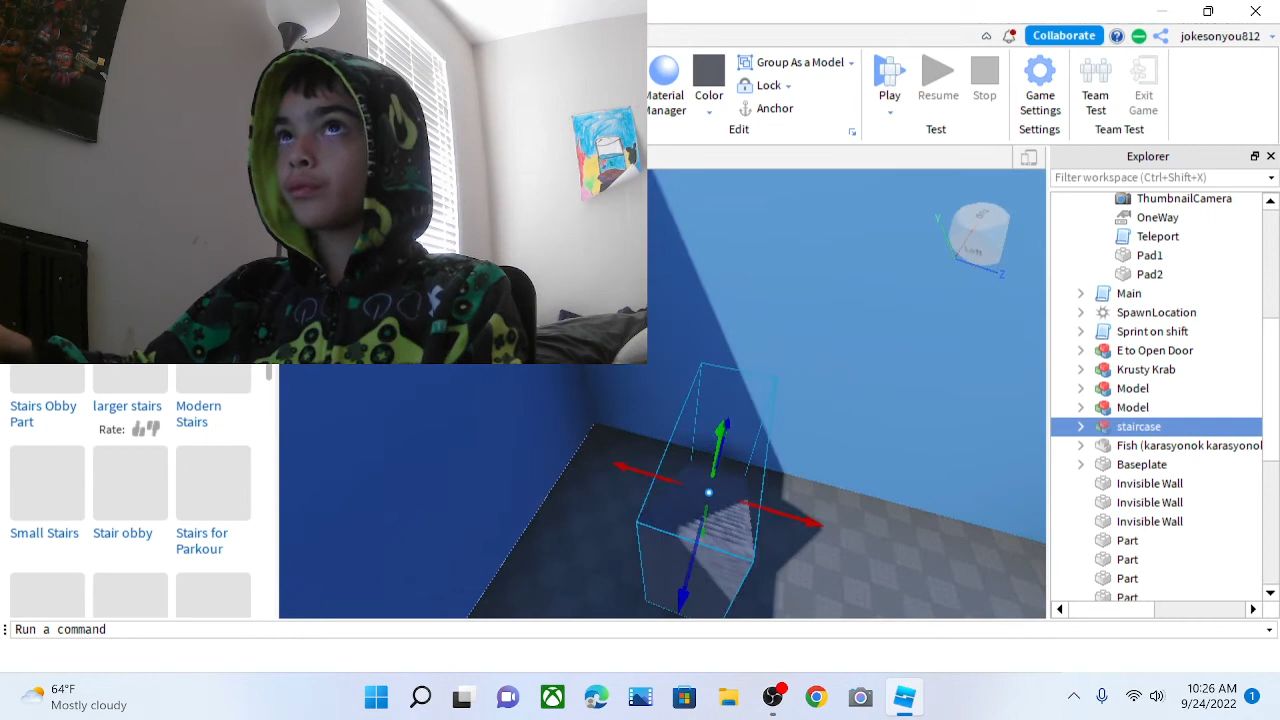 Collaborate
jokesonyou812
Material
Manager
Color
Group As a Model
Lock
Anchor
Edit
Play
Resume
Stop
Test
Game
Settings
Settings
Team
Test
Exit
Game
Team Test
Explorer
Filter workspace (Ctrl+Shift+X)
ThumbnailCamera
OneWay
Teleport
Pad1
Pad2
Main
SpawnLocation
Sprint on shift
E to Open Door
Krusty Krab
Model
Model
staircase
Fish (karasyonok karasyonok
Baseplate
Invisible Wall
Invisible Wall
Invisible Wall
Part
Part
Part
Part
Y
Z
Stairs Obby
Part
larger stairs
Rate:
Modern
Stairs
Small Stairs
Stair obby
Stairs for
Parkour
Run a command
64°F
Mostly cloudy
10:26 AM
9/24/2022
1